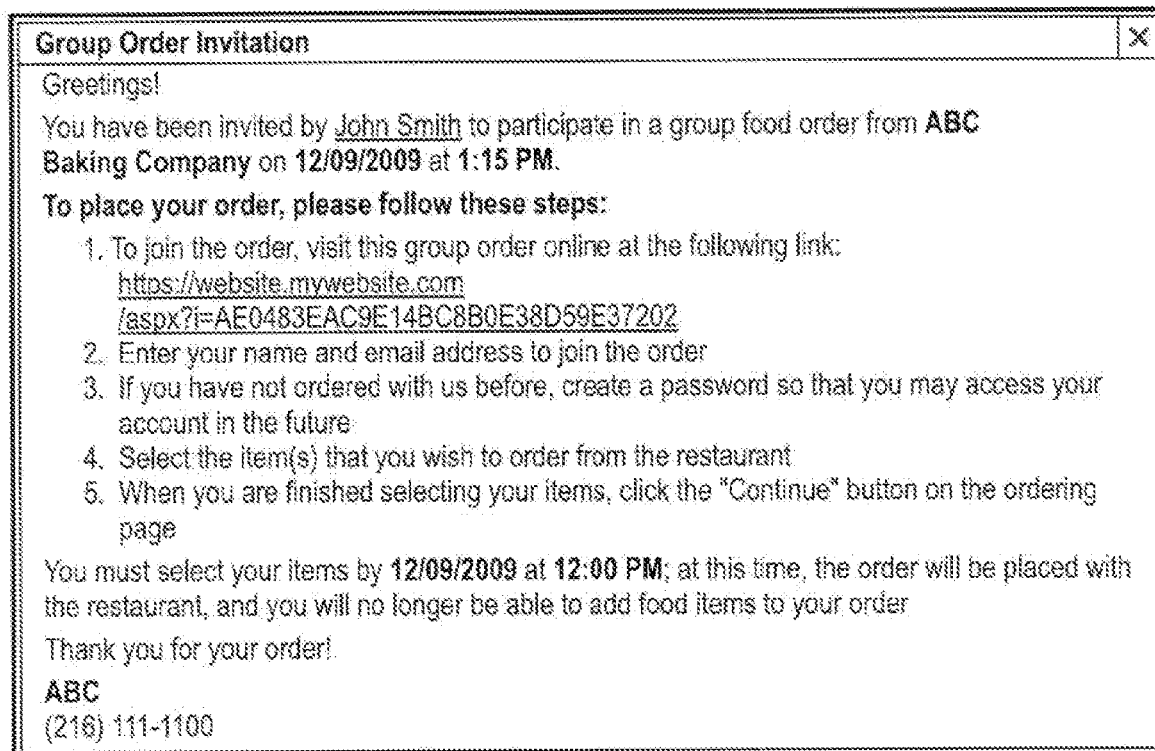 Group Order Invitation X
Greetings!
You have been invited by John Smith to participate in a group food order from ABC
Baking Company on 12/09/2009 at 1:15 PM.
To place your order, please follow these steps:
1. To join the order, visit this group order online at the following link:
https://website.mywebsite.com
/aspx?i=AE0483EAC9E14BC8B0E38D59E37202
2. Enter your name and email address to join the order
3. If you have not ordered with us before, create a password so that you may access your
account in the future
4. Select the item(s) that you wish to order from the restaurant
5. When you are finished selecting your items, click the "Continue" button on the ordering
page
You must select your items by 12/09/2009 at 12:00 PM; at this time, the order will be placed with
the restaurant, and you will no longer be able to add food items to your order
Thank you for your order!
ABC
(216) 111-1100